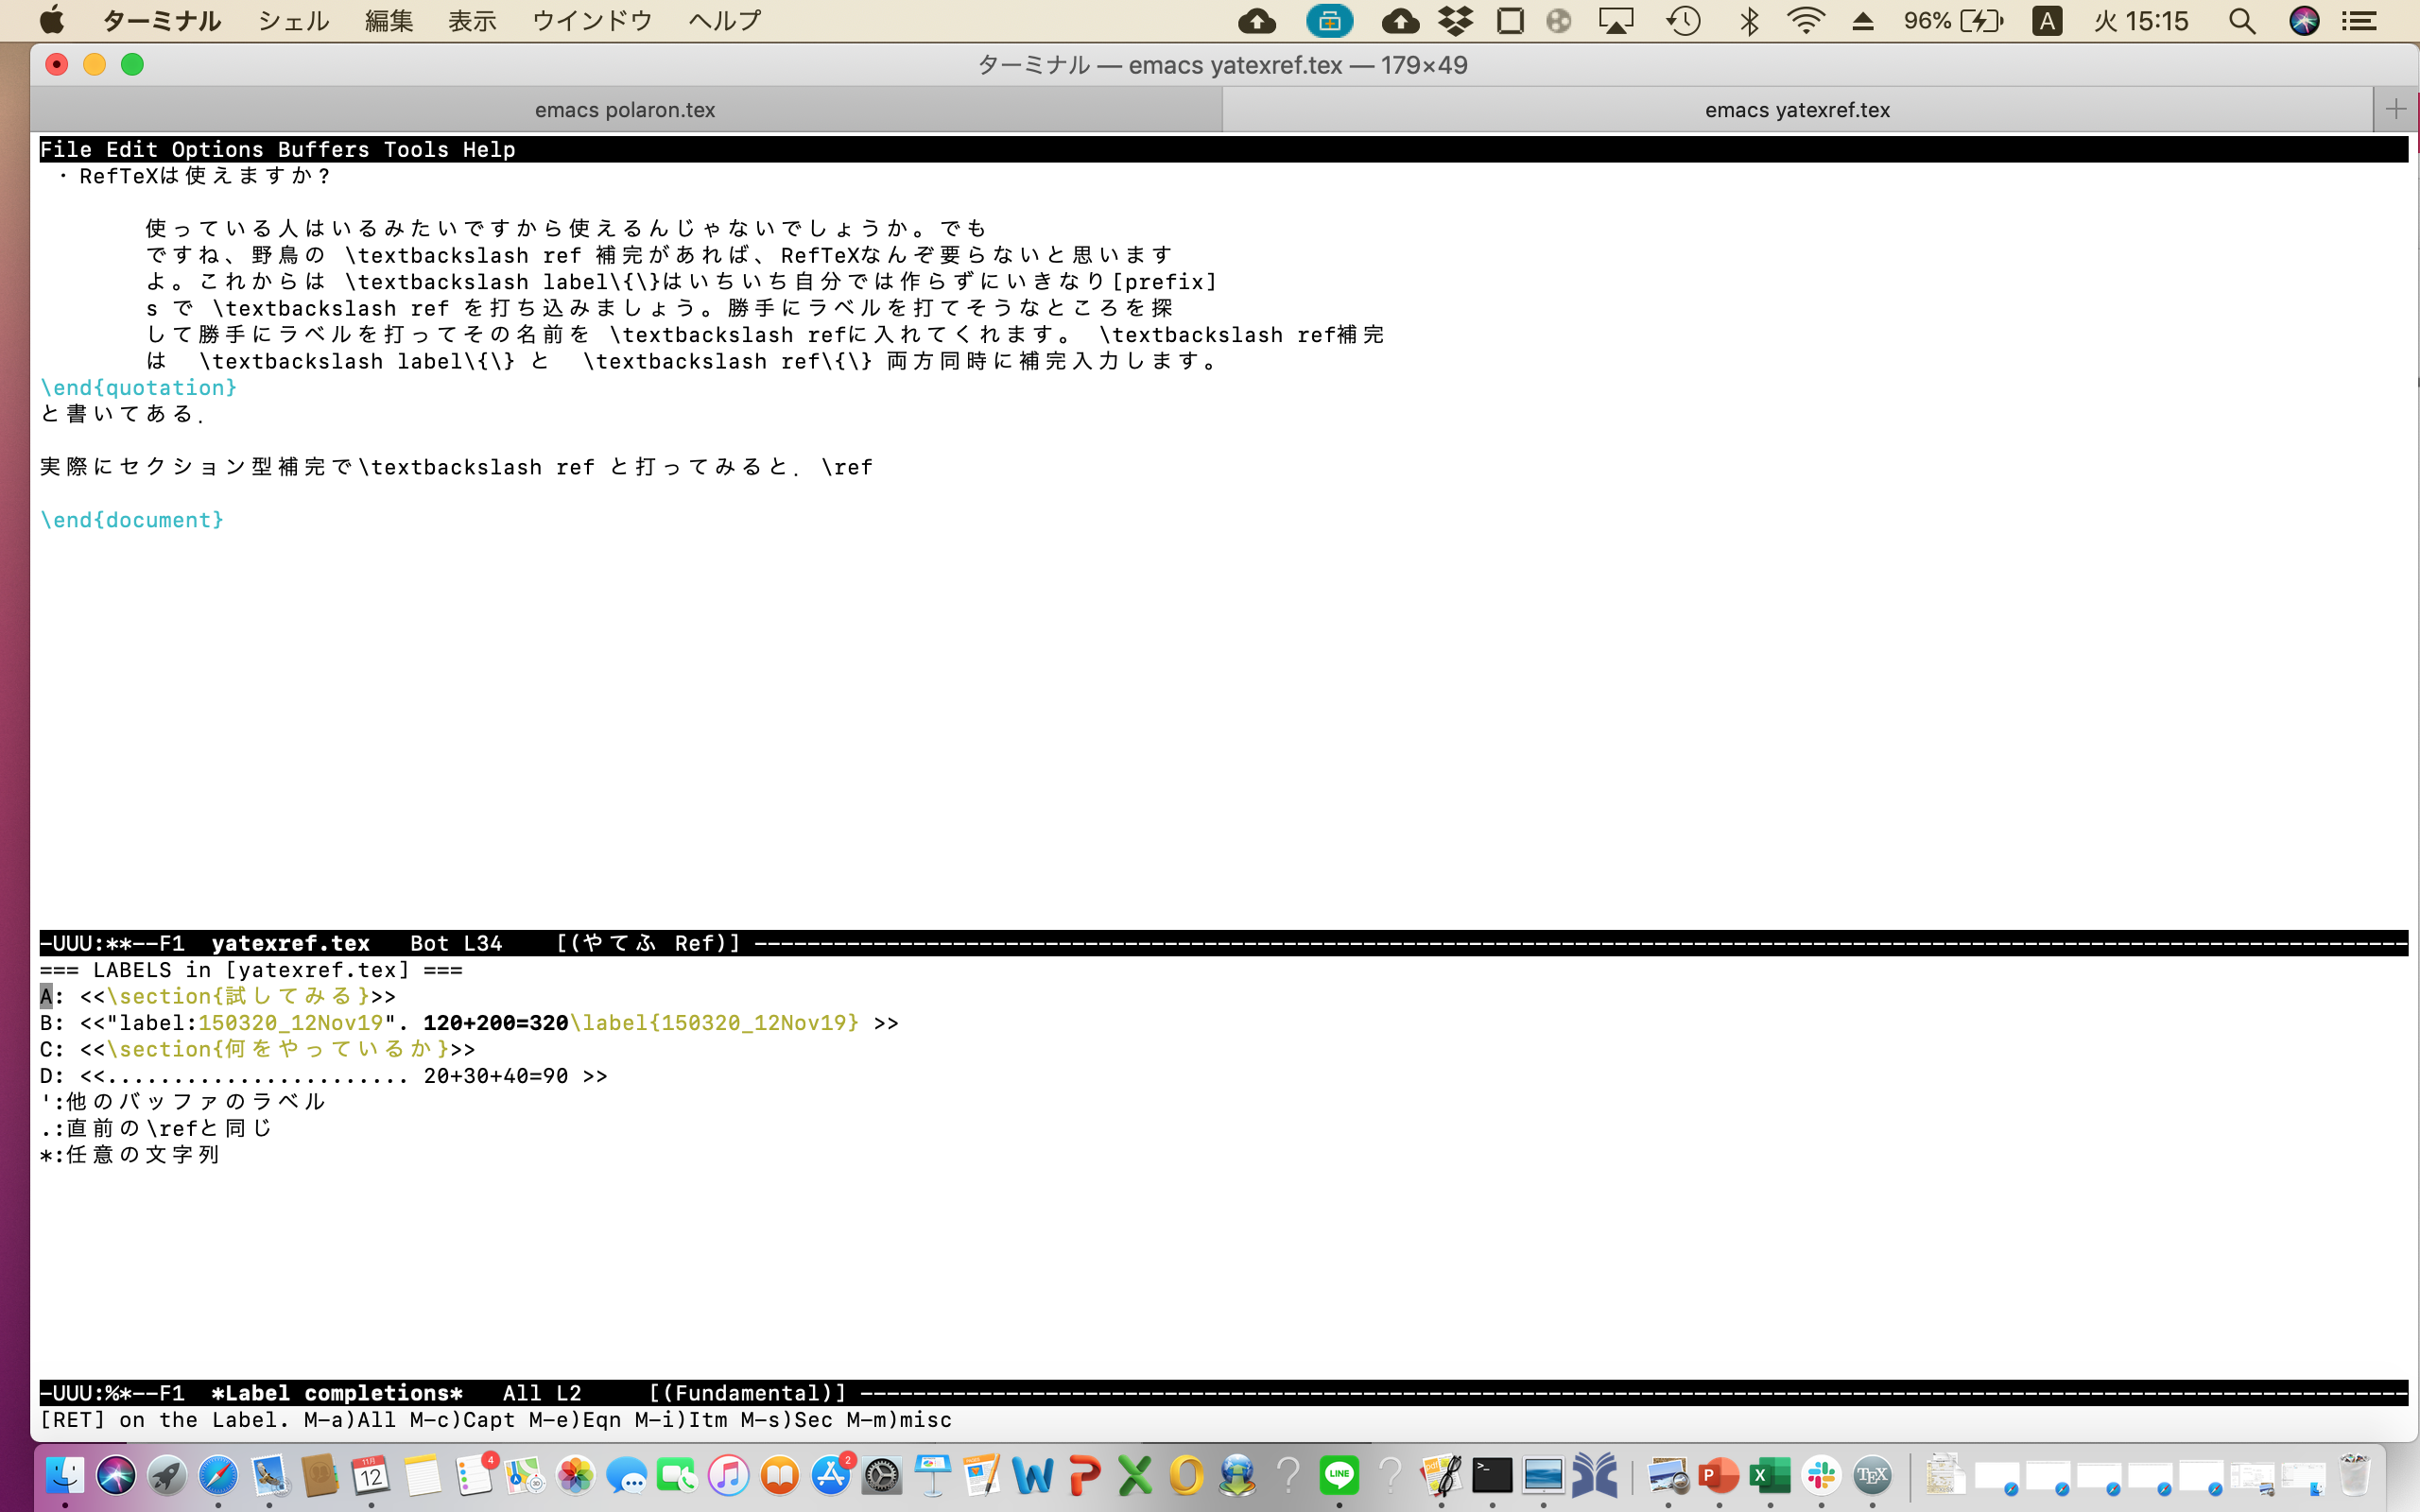 ターミナル シェル 編集 表示 ウインドウ ヘルプ 96% A 火 15:15
ターミナル — emacs yatexref.tex — 179×49
emacs polaron.tex emacs yatexref.tex
File Edit Options Buffers Tools Help
・RefTeXは使えますか?
使っている人はいるみたいですから使えるんじゃないでしょうか。でも
ですね、野鳥の \textbackslash ref 補完があれば、RefTeXなんぞ要らないと思います
よ。これからは \textbackslash label\{\}はいちいち自分では作らずにいきなり[prefix]
s で \textbackslash ref を打ち込みましょう。勝手にラベルを打てそうなところを探
して勝手にラベルを打ってその名前を \textbackslash refに入れてくれます。 \textbackslash ref補完
は \textbackslash label\{\} と \textbackslash ref\{\} 両方同時に補完入力します。
\end{quotation}
と書いてある．
実際にセクション型補完で\textbackslash ref と打ってみると．\ref
\end{document}
-UUU:**--F1 yatexref.tex Bot L34 [(やてふ Ref)] ----------
=== LABELS in [yatexref.tex] ===
A: <<\section{試してみる}>>
B: <<"label:150320_12Nov19". 120+200=320\label{150320_12Nov19} >>
C: <<\section{何をやっているか}>>
D: <<....................... 20+30+40=90 >>
':他のバッファのラベル
.:直前の\refと同じ
*:任意の文字列
-UUU:%*--F1 *Label completions* All L2 [(Fundamental)] ----------
[RET] on the Label. M-a)All M-c)Capt M-e)Eqn M-i)Itm M-s)Sec M-m)misc
11月 12 4 2 LINE TEX